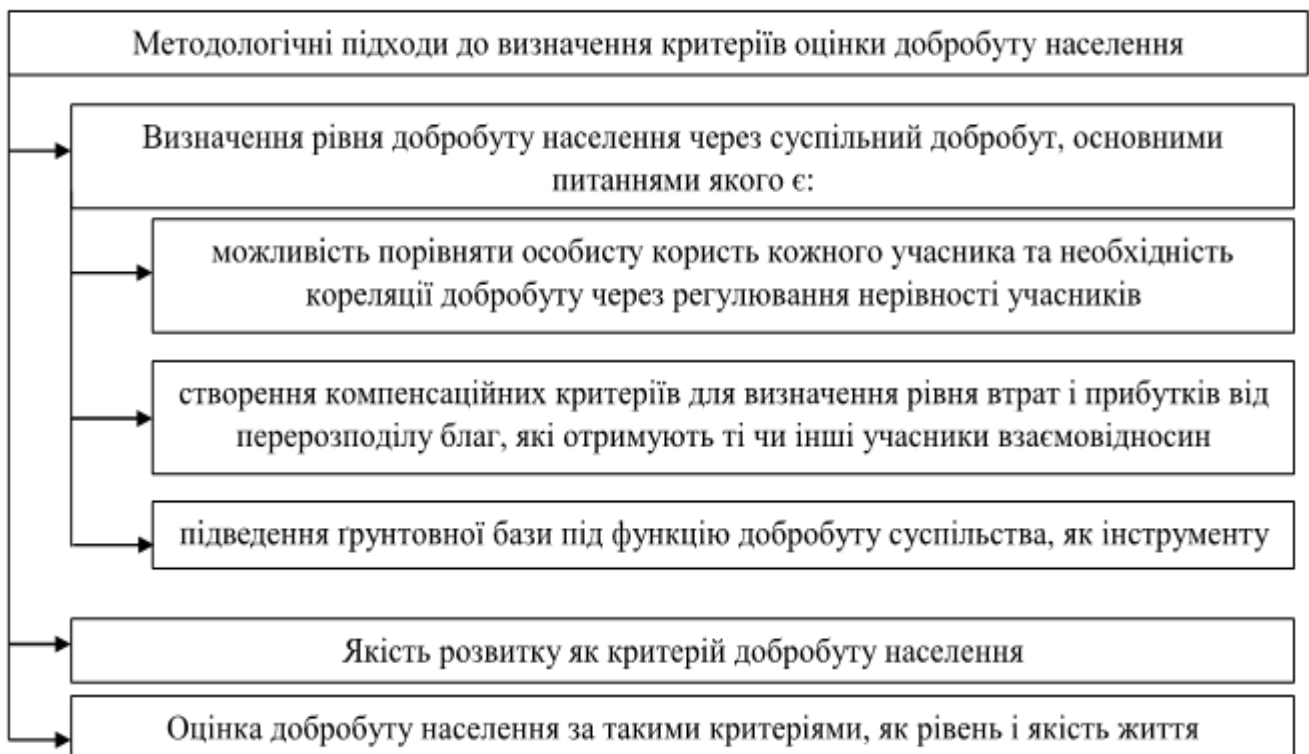 Методологічні підходи до визначення критеріїв оцінки добробуту населення
Визначення рівня добробуту населення через суспільний добробут, основними
питаннями якого є:
можливість порівняти особисту користь кожного учасника та необхідність
кореляції добробуту через регулювання нерівності учасників
створення компенсаційних критеріїв для визначення рівня втрат і прибутків від
перерозподілу благ, які отримують ті чи інші учасники взаємовідносин
підведення ґрунтовної бази під функцію добробуту суспільства, як інструменту
Якість розвитку як критерій добробуту населення
Оцінка добробуту населення за такими критеріями, як рівень і якість життя